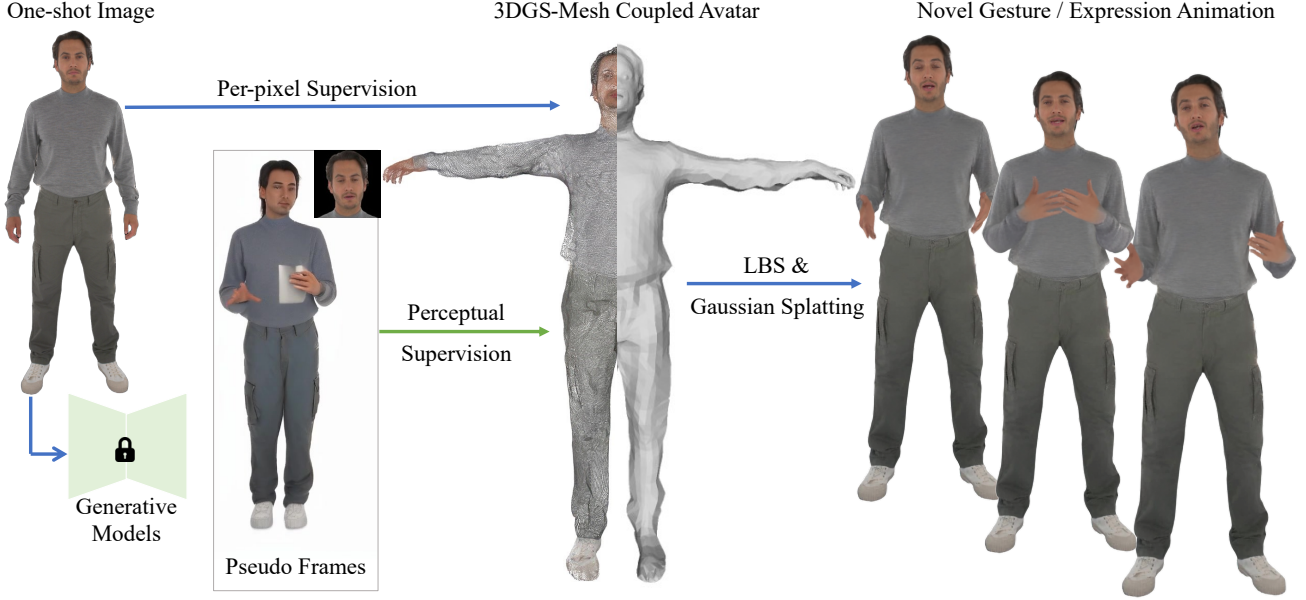 One-shot Image
3DGS-Mesh Coupled Avatar
Novel Gesture / Expression Animation
Per-pixel Supervision
Perceptual
Supervision
LBS &
Gaussian Splatting
Generative
Models
Pseudo Frames